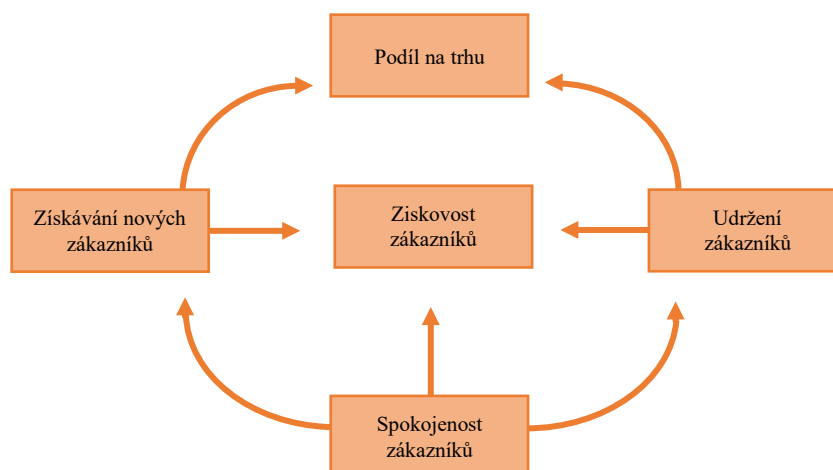 Podíl na trhu
Získávání nových
zákazníků
Ziskovost
zákazníků
Udržení
zákazníků
Spokojenost
zákazníků